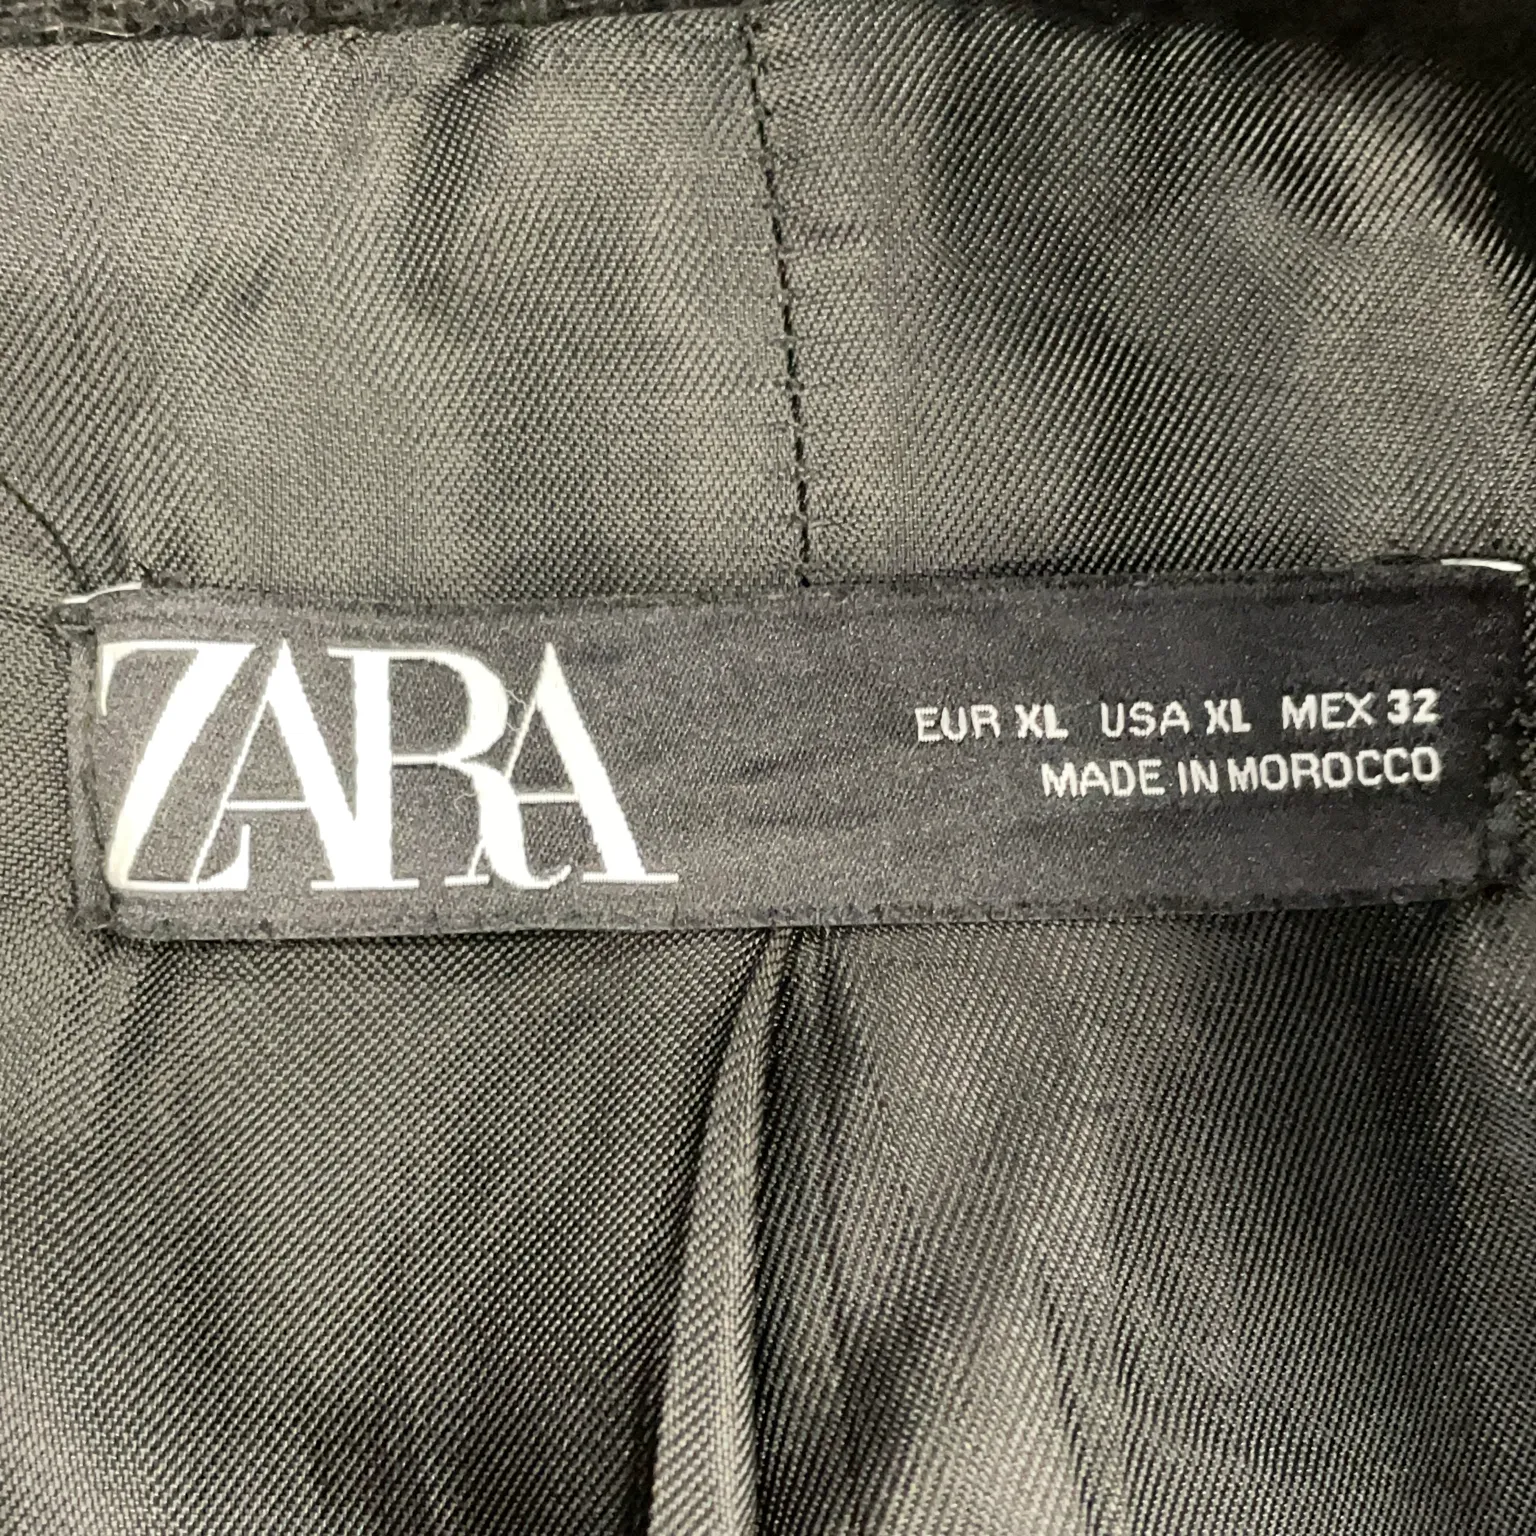 ZARA
EUR XL USA XL MEX 32
MADE IN MOROCCO